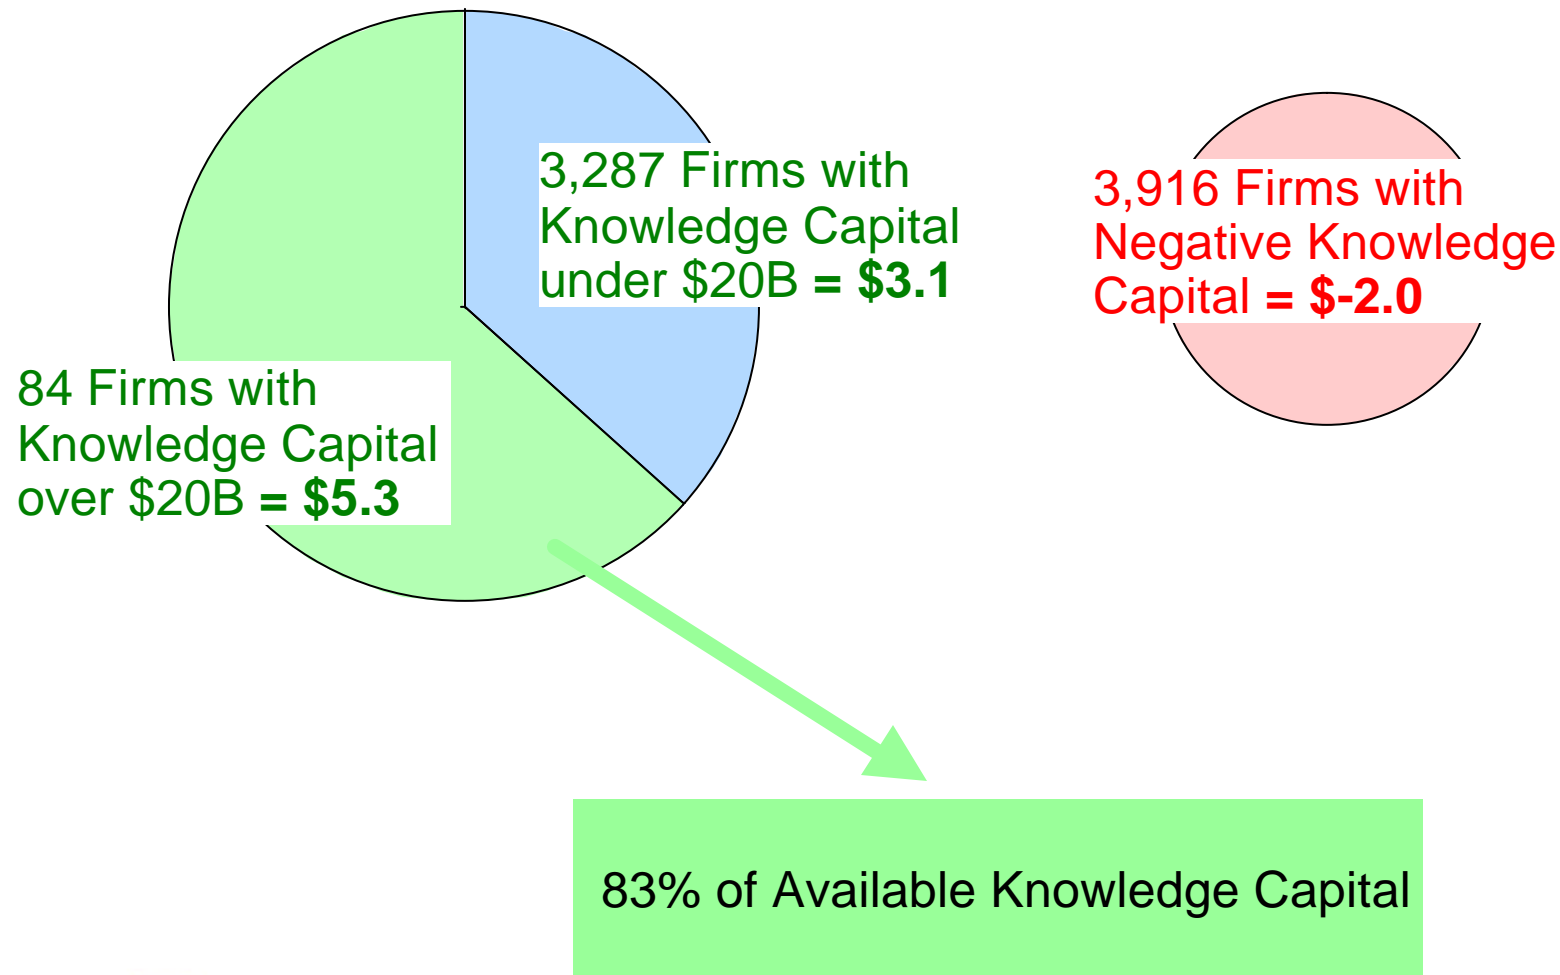 3,287 Firms with
Knowledge Capital
under $20B = $3.1
3,916 Firms with
Negative Knowledge
Capital = $-2.0
84 Firms with
Knowledge Capital
over $20B = $5.3
83% of Available Knowledge Capital